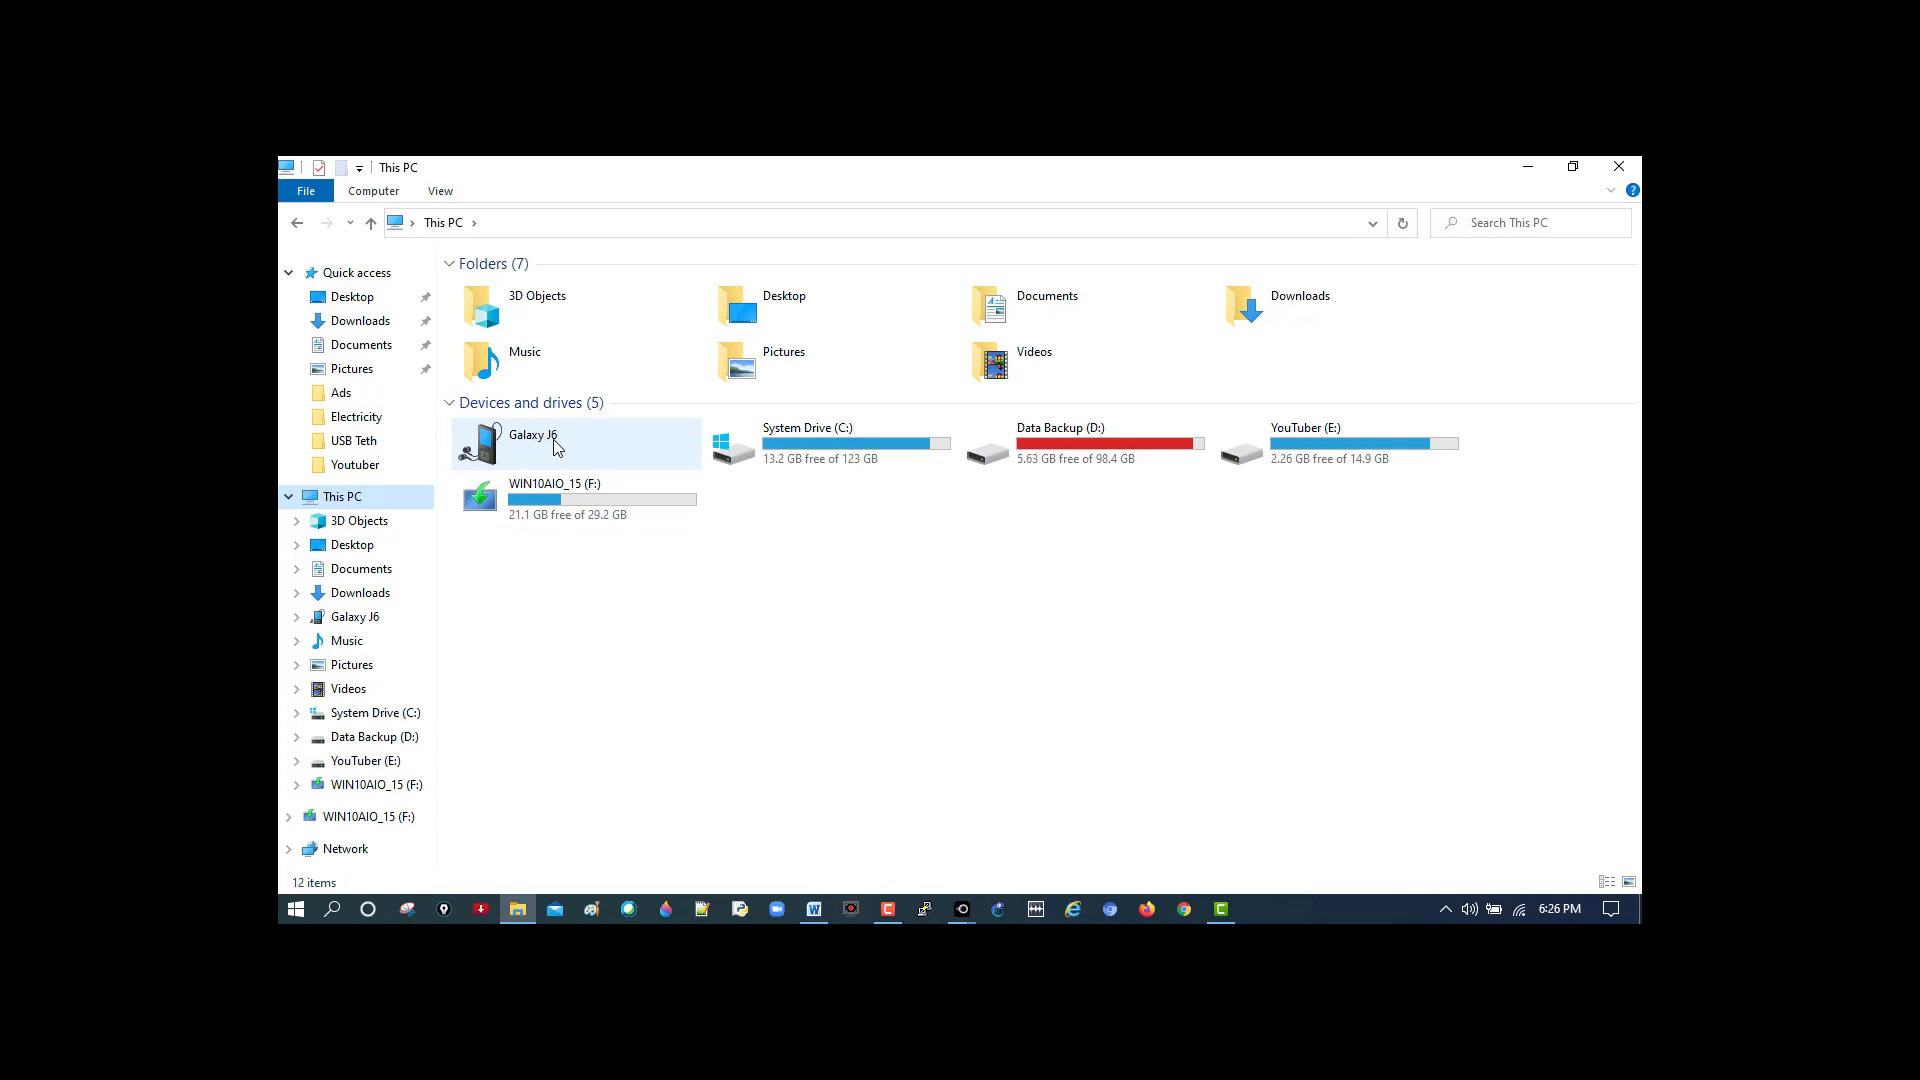 This PC
File Computer View
This PC
Search This PC
Quick access
Desktop
Downloads
Documents
Pictures
Ads
Electricity
USB Teth
Youtuber
This PC
3D Objects
Desktop
Documents
Downloads
Galaxy J6
Music
Pictures
Videos
System Drive (C:)
Data Backup (D:)
YouTuber (E:)
WIN10AIO_15 (F:)
WIN10AIO_15 (F:)
Network
Folders (7)
3D Objects
Desktop
Documents
Downloads
Music
Pictures
Videos
Devices and drives (5)
Galaxy J6
System Drive (C:)
13.2 GB free of 123 GB
Data Backup (D:)
5.63 GB free of 98.4 GB
YouTuber (E:)
2.26 GB free of 14.9 GB
WIN10AIO_15 (F:)
21.1 GB free of 29.2 GB
12 items
6:26 PM